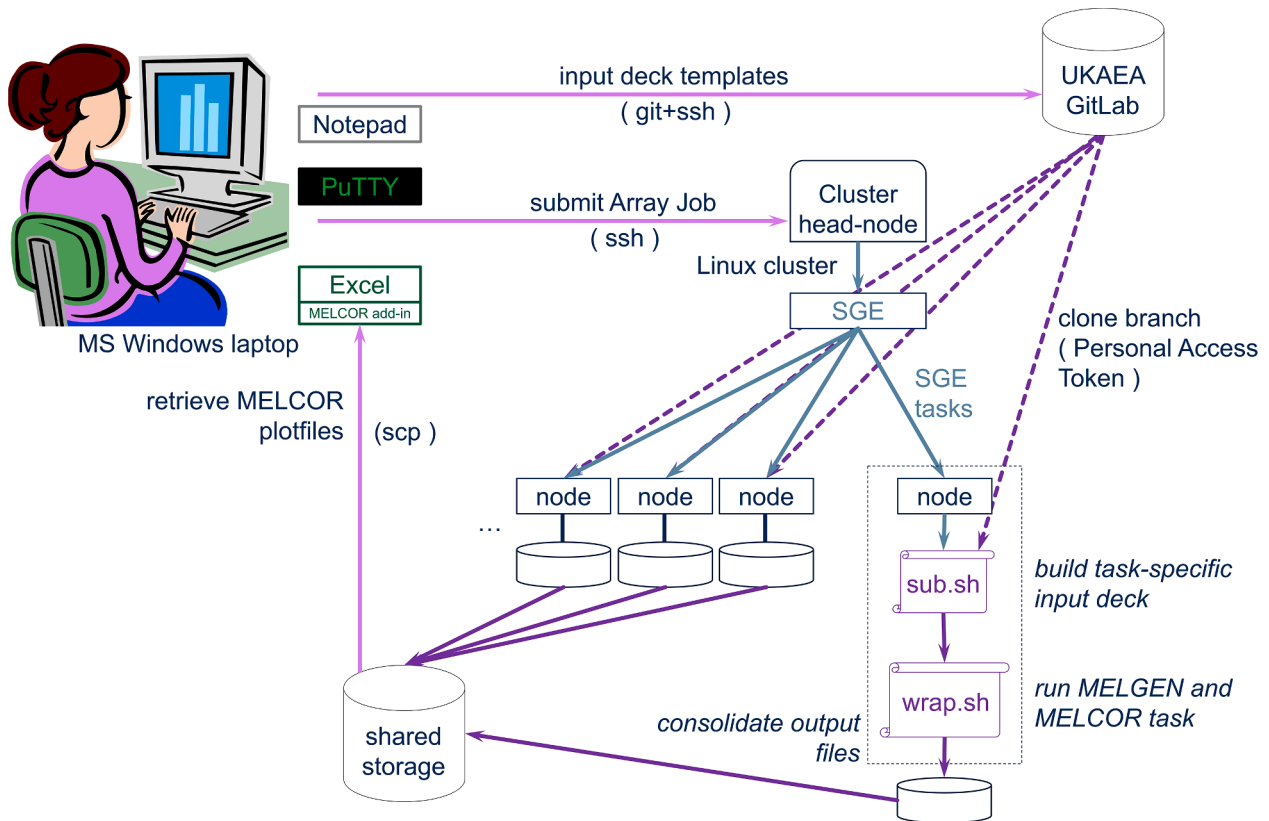 input deck templates
( git+ssh )
UKAEA
GitLab
Notepad
PuTTY
submit Array Job
( ssh )
Cluster
head-node
Linux cluster
Excel
MELCOR add-in
SGE
MS Windows laptop
clone branch
( Personal Access
Token )
SGE
tasks
retrieve MELCOR
plotfiles
(scp )
node
node
node
node
...
sub.sh
build task-specific
input deck
wrap.sh
run MELGEN and
MELCOR task
consolidate output
files
shared
storage